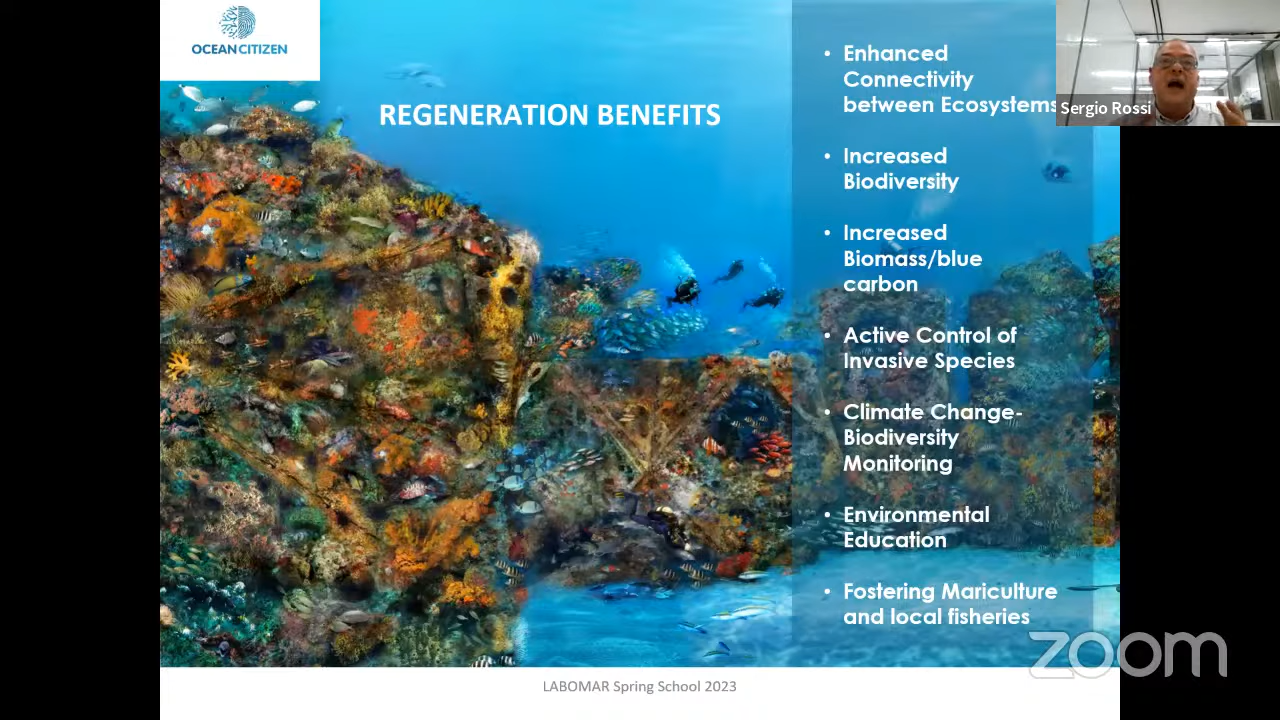 OCEANCITIZEN
REGENERATION BENEFITS
• Enhanced
Connectivity
between Ecosystems
• Increased
Biodiversity
• Increased
Biomass/blue
carbon
• Active Control of
Invasive Species
• Climate Change-
Biodiversity
Monitoring
• Environmental
Education
• Fostering Mariculture
and local fisheries
Sergio Rossi
zoom
LABOMAR Spring School 2023